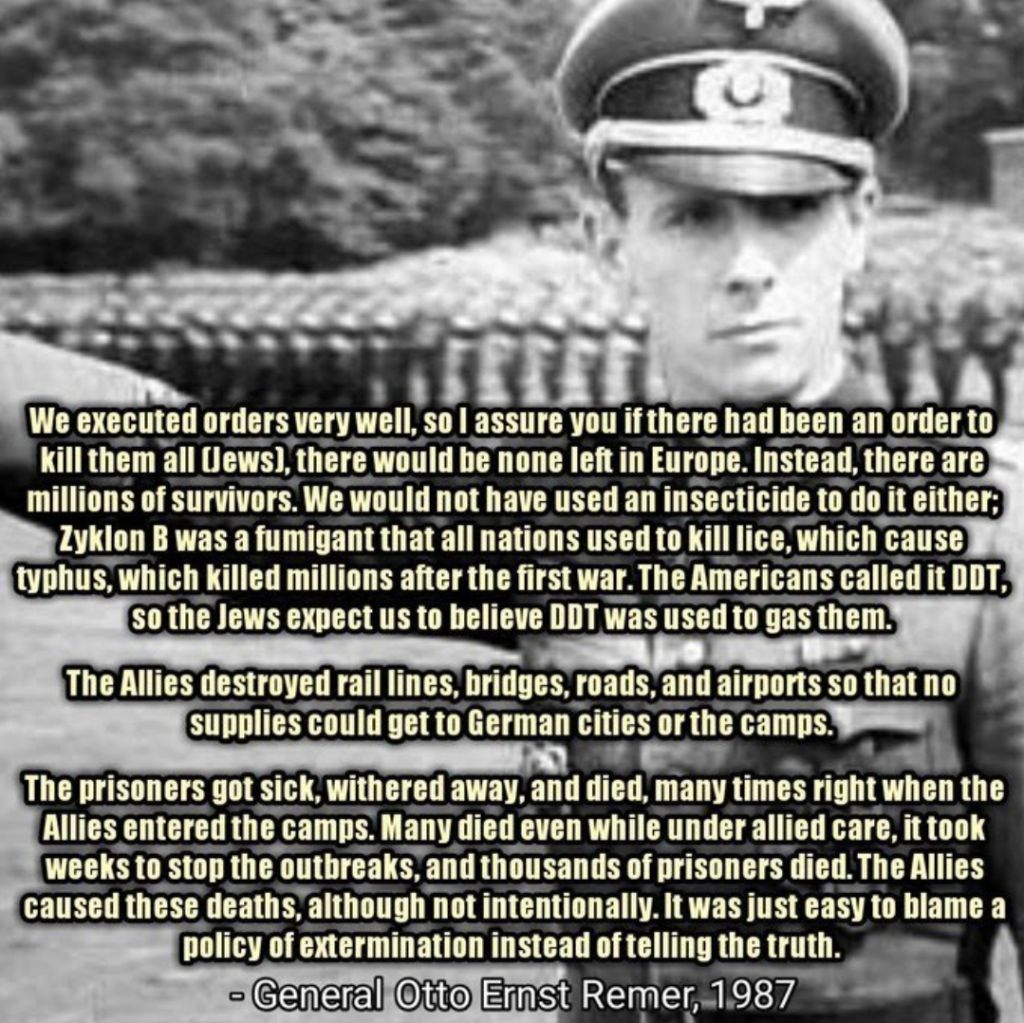 We executed orders very well, so I assure you if there had been an order to
kill them all (Jews), there would be none left in Europe. Instead, there are
millions of survivors. We would not have used an insecticide to do it either;
Zyklon B was a fumigant that all nations used to kill lice, which cause
typhus, which killed millions after the first war. The Americans called it DDT,
so the Jews expect us to believe DDT was used to gas them.
The Allies destroyed rail lines, bridges, roads, and airports so that no
supplies could get to German cities or the camps.
The prisoners got sick, withered away, and died, many times right when the
Allies entered the camps. Many died even while under allied care, it took
weeks to stop the outbreaks, and thousands of prisoners died. The Allies
caused these deaths, although not intentionally. It was just easy to blame a
policy of extermination instead of telling the truth.
- General Otto Ernst Remer, 1987